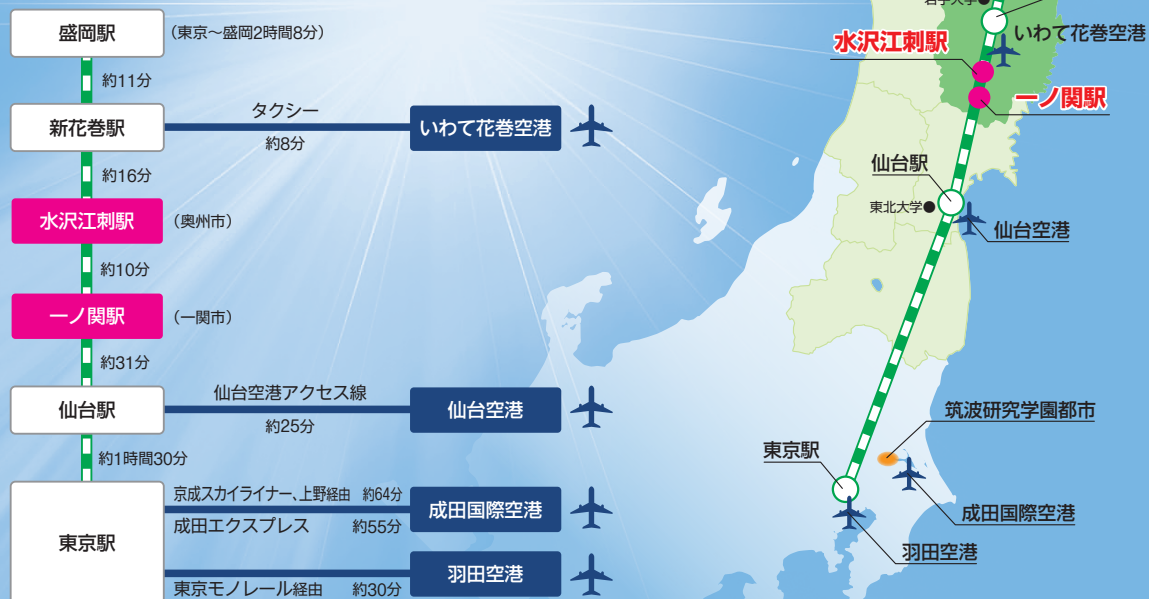 盛岡駅
(東京〜盛岡2時間8分)
約11分
新花巻駅
タクシー
約8分
いわて花巻空港
約16分
水沢江刺駅
(奥州市)
約10分
一ノ関駅
(一関市)
約31分
仙台駅
仙台空港アクセス線
約25分
仙台空港
約1時間30分
東京駅
京成スカイライナー、上野経由 約64分
成田エクスプレス 約55分
成田国際空港
東京モノレール経由 約30分
羽田空港
岩手大学
いわて花巻空港
水沢江刺駅
一ノ関駅
仙台駅
東北大学
仙台空港
筑波研究学園都市
東京駅
成田国際空港
羽田空港